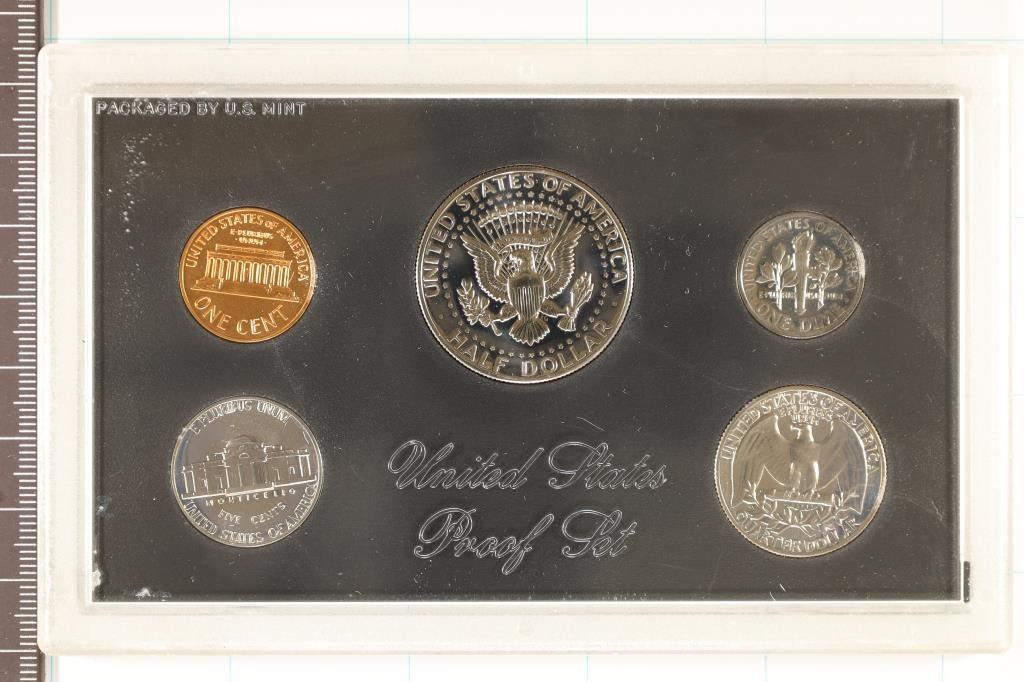 PACKAGED BY U.S. MINT
UNITED STATES OF AMERICA
E·PLURIBUS
·UNUM·
ONE CENT
UNITED STATES OF AMERICA
HALF DOLLAR
UNITED STATES OF AMERICA
ONE DIME
E PLURIBUS UNUM
MONTICELLO
FIVE CENTS
UNITED STATES OF AMERICA
United States
Proof Set
UNITED STATES OF AMERICA
E PLURIBUS
UNUM
QUARTER DOLLAR